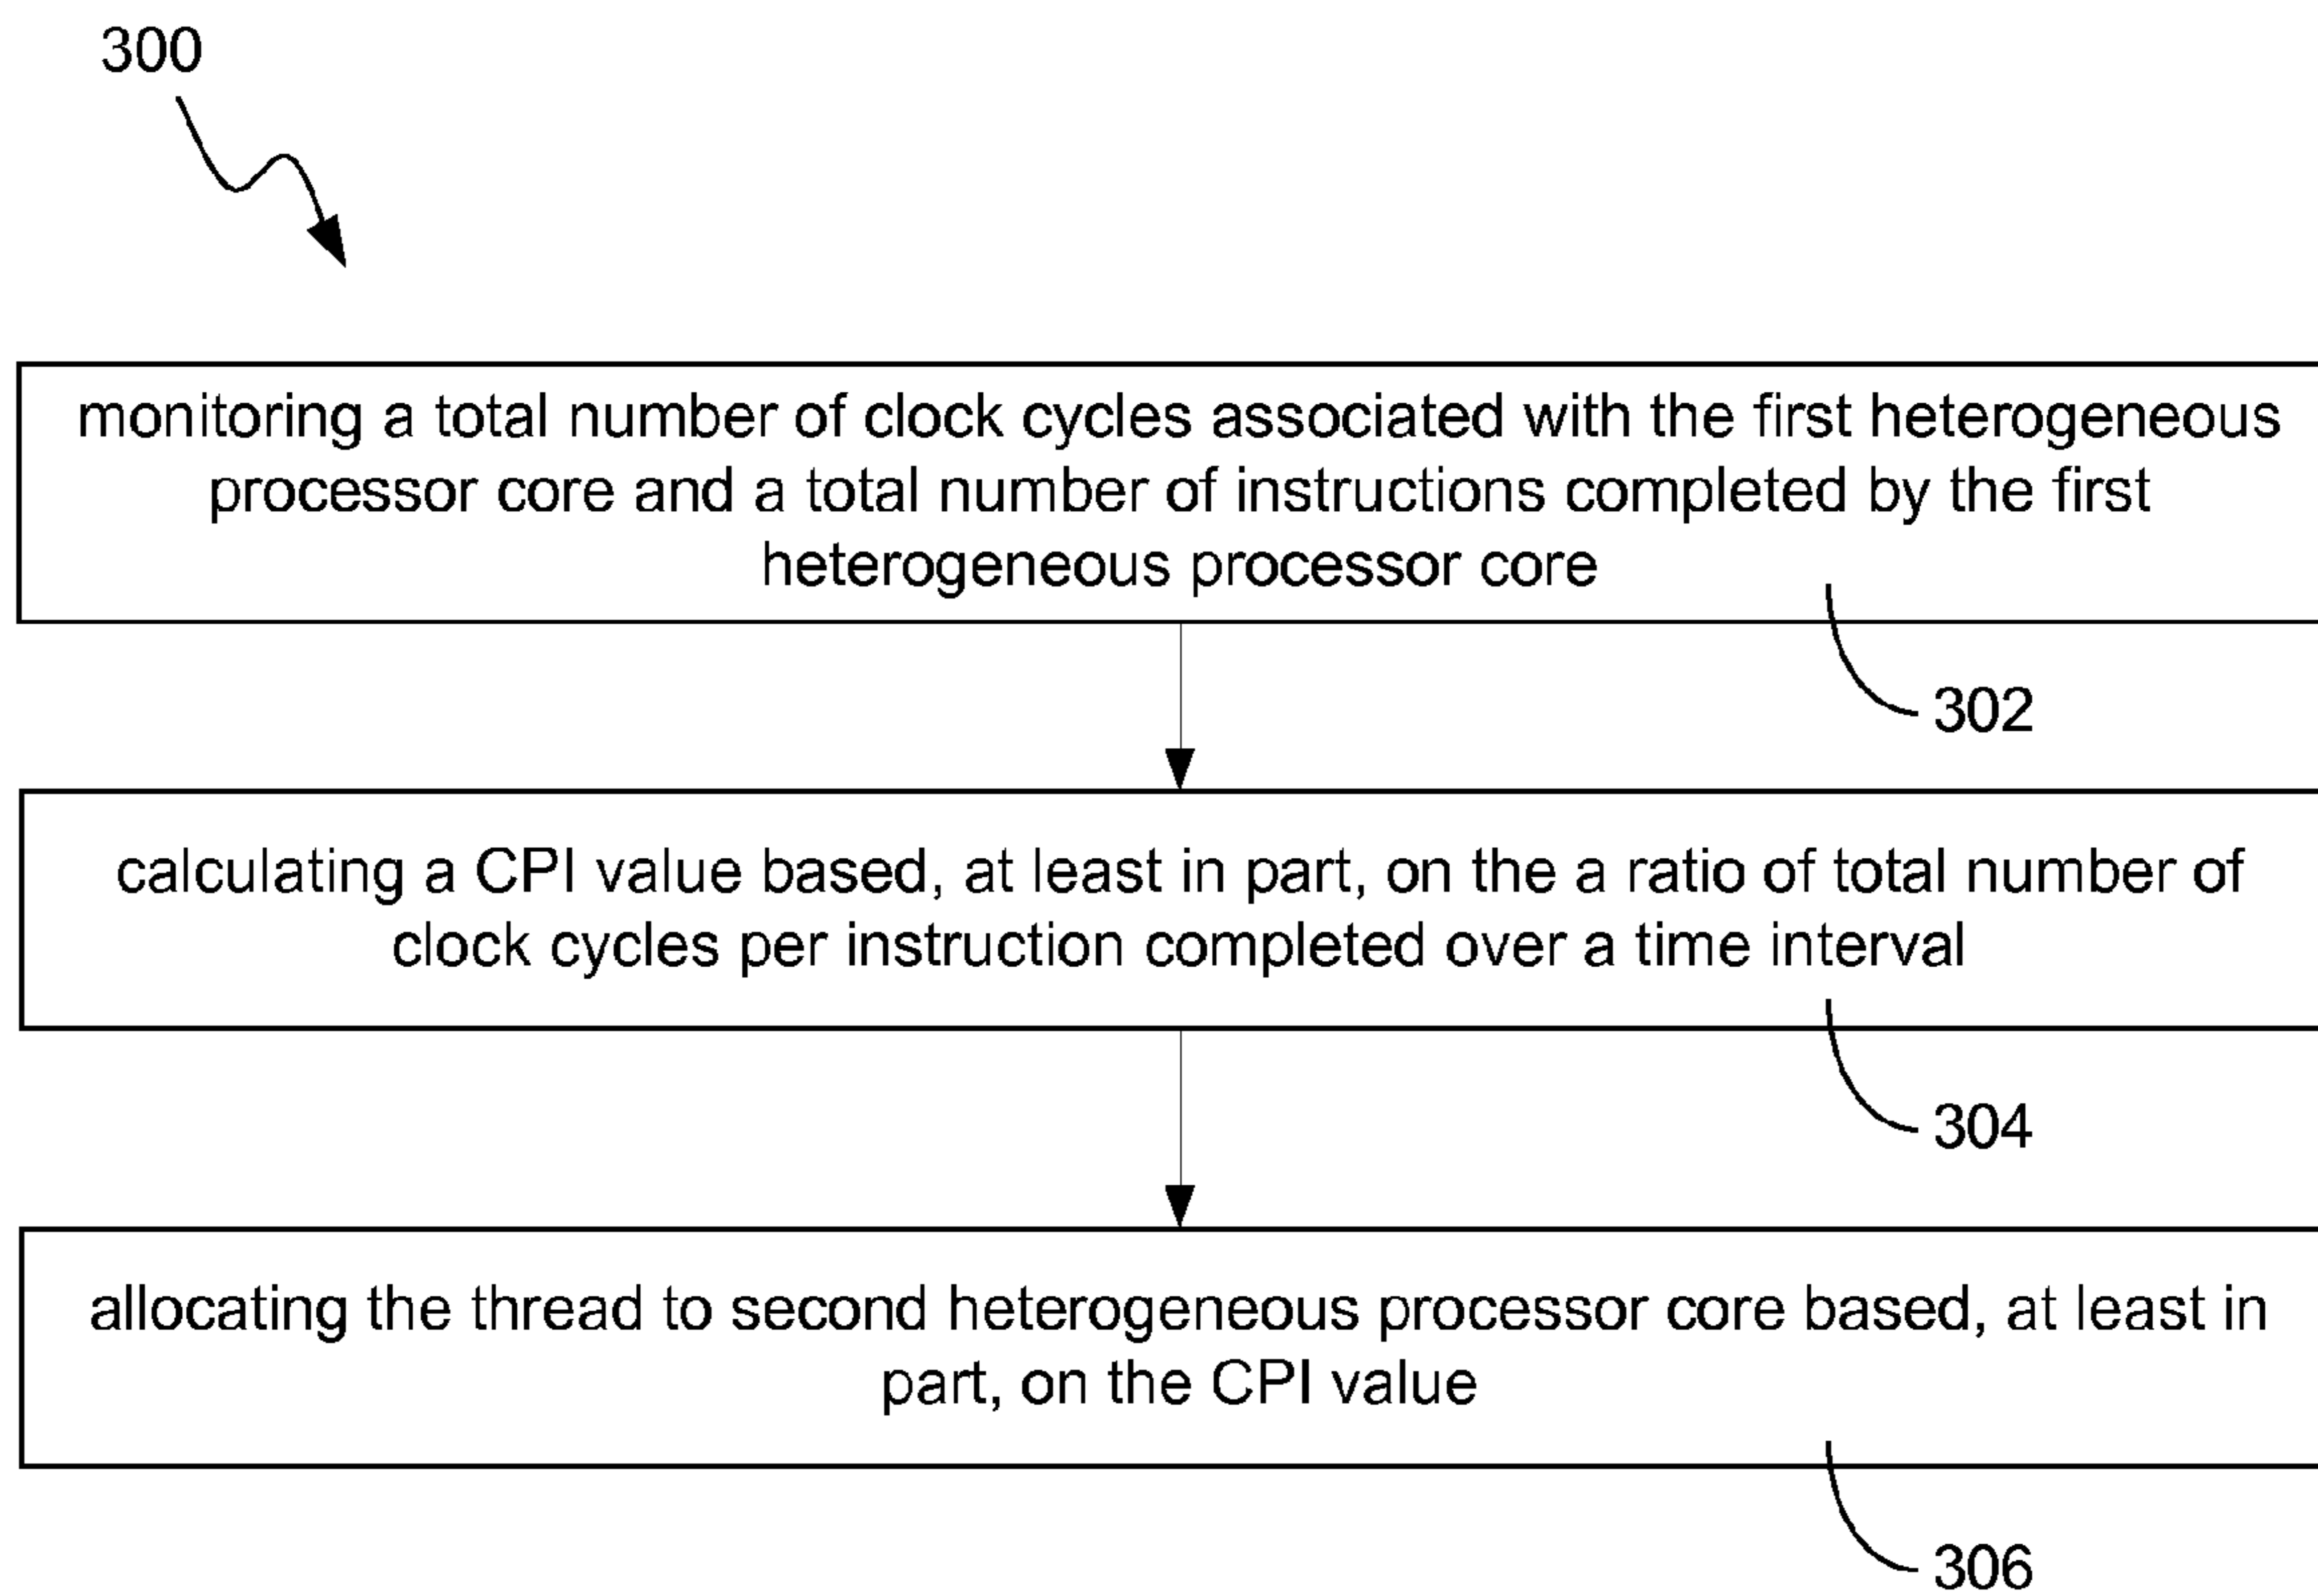 300
monitoring a total number of clock cycles associated with the first heterogeneous
processor core and a total number of instructions completed by the first
heterogeneous processor core
302
calculating a CPI value based, at least in part, on the a ratio of total number of
clock cycles per instruction completed over a time interval
304
allocating the thread to second heterogeneous processor core based, at least in
part, on the CPI value
306